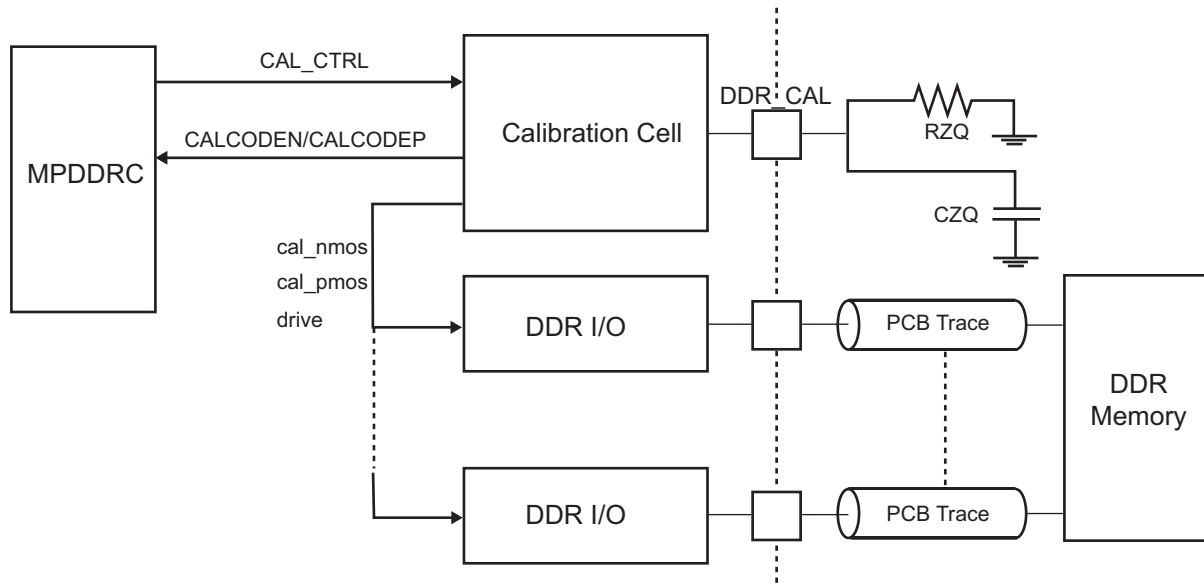 CAL_CTRL
DDR_CAL
RZQ
CALCODEN/CALCODEP
Calibration Cell
MPDDRC
CZQ
cal_nmos
cal_pmos
drive
DDR I/O
PCB Trace
DDR
Memory
DDR I/O
PCB Trace